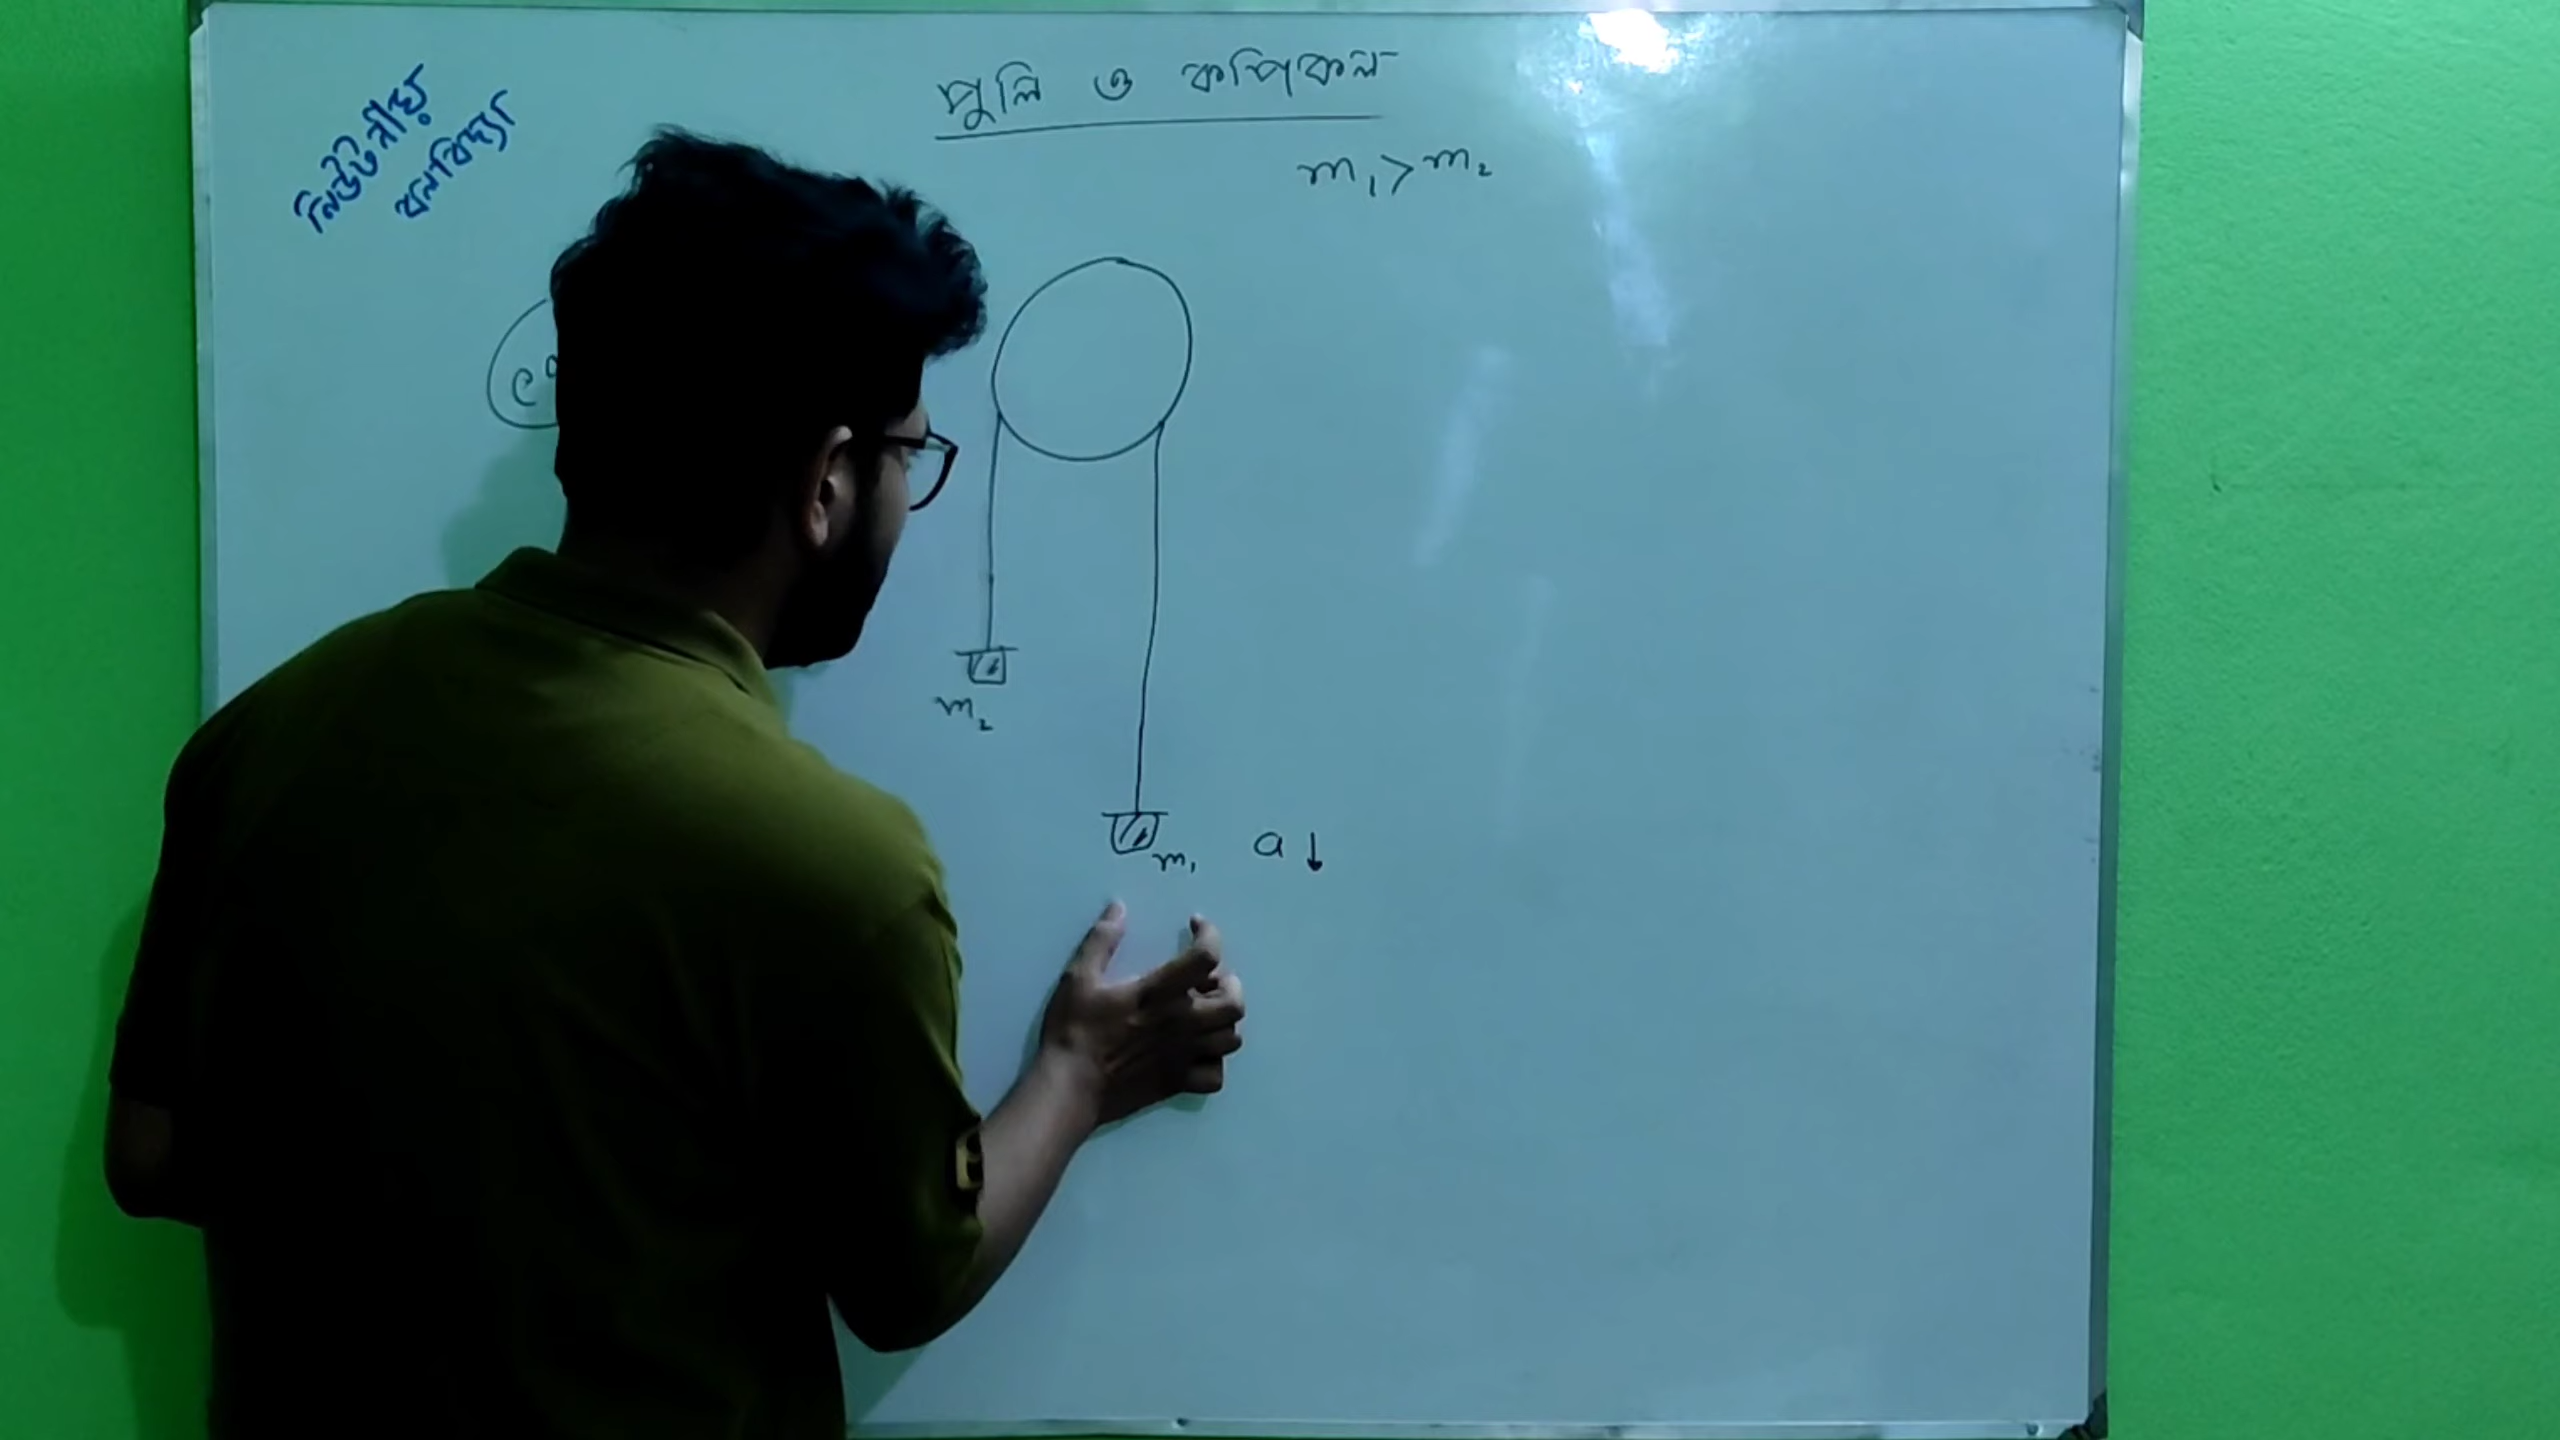 পুলি ও কপিকল
নিউটনীয়
বলবিদ্যা
m₁ > m₂
m₂
m₁
a ↓